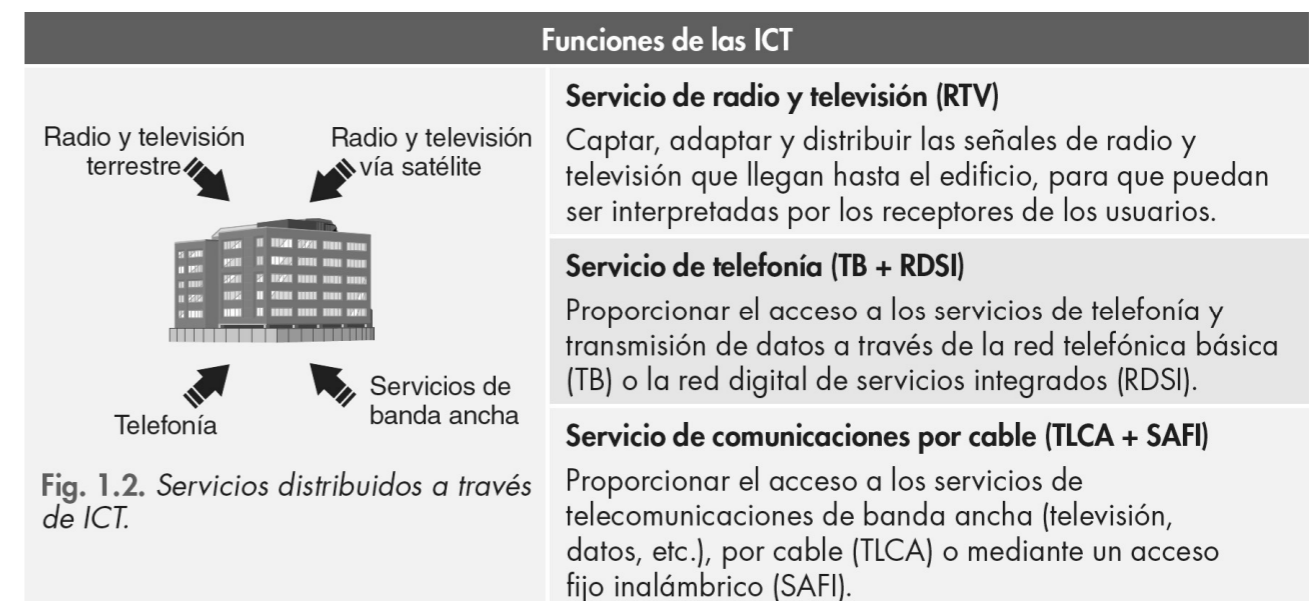 Funciones de las ICT
Radio y televisión
terrestre
Radio y televisión
vía satélite
Telefonía
Servicios de
banda ancha
Fig. 1.2. Servicios distribuidos a través
de ICT.
Servicio de radio y televisión (RTV)
Captar, adaptar y distribuir las señales de radio y
televisión que llegan hasta el edificio, para que puedan
ser interpretadas por los receptores de los usuarios.
Servicio de telefonía (TB + RDSI)
Proporcionar el acceso a los servicios de telefonía y
transmisión de datos a través de la red telefónica básica
(TB) o la red digital de servicios integrados (RDSI).
Servicio de comunicaciones por cable (TLCA + SAFI)
Proporcionar el acceso a los servicios de
telecomunicaciones de banda ancha (televisión,
datos, etc.), por cable (TLCA) o mediante un acceso
fijo inalámbrico (SAFI).